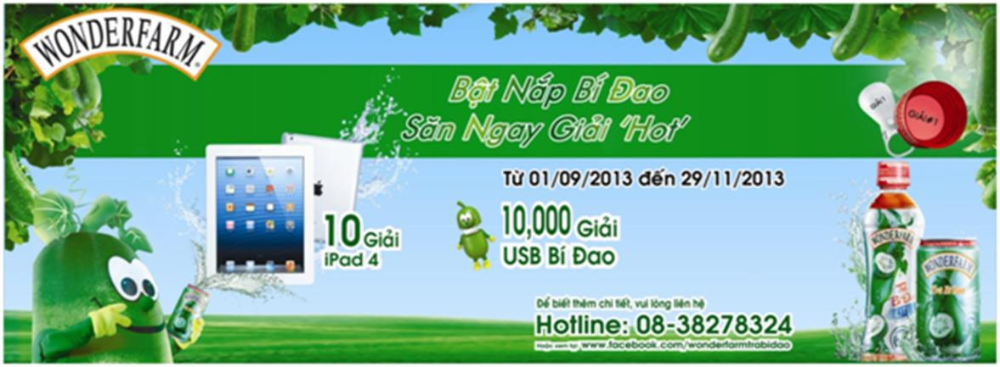 WONDERFARM®
Bật Nắp Bí Đao
Săn Ngay Giải 'Hot'
GIẢI 1
GIẢI #1
Từ 01/09/2013 đến 29/11/2013
10 Giải
iPad 4
10,000 Giải
USB Bí Đao
WONDERFARM
WONDERFARM
Để biết thêm chi tiết, vui lòng liên hệ
Hotline: 08-38278324
Hoặc xem tại: www.facebook.com/wonderfarmtrabidao